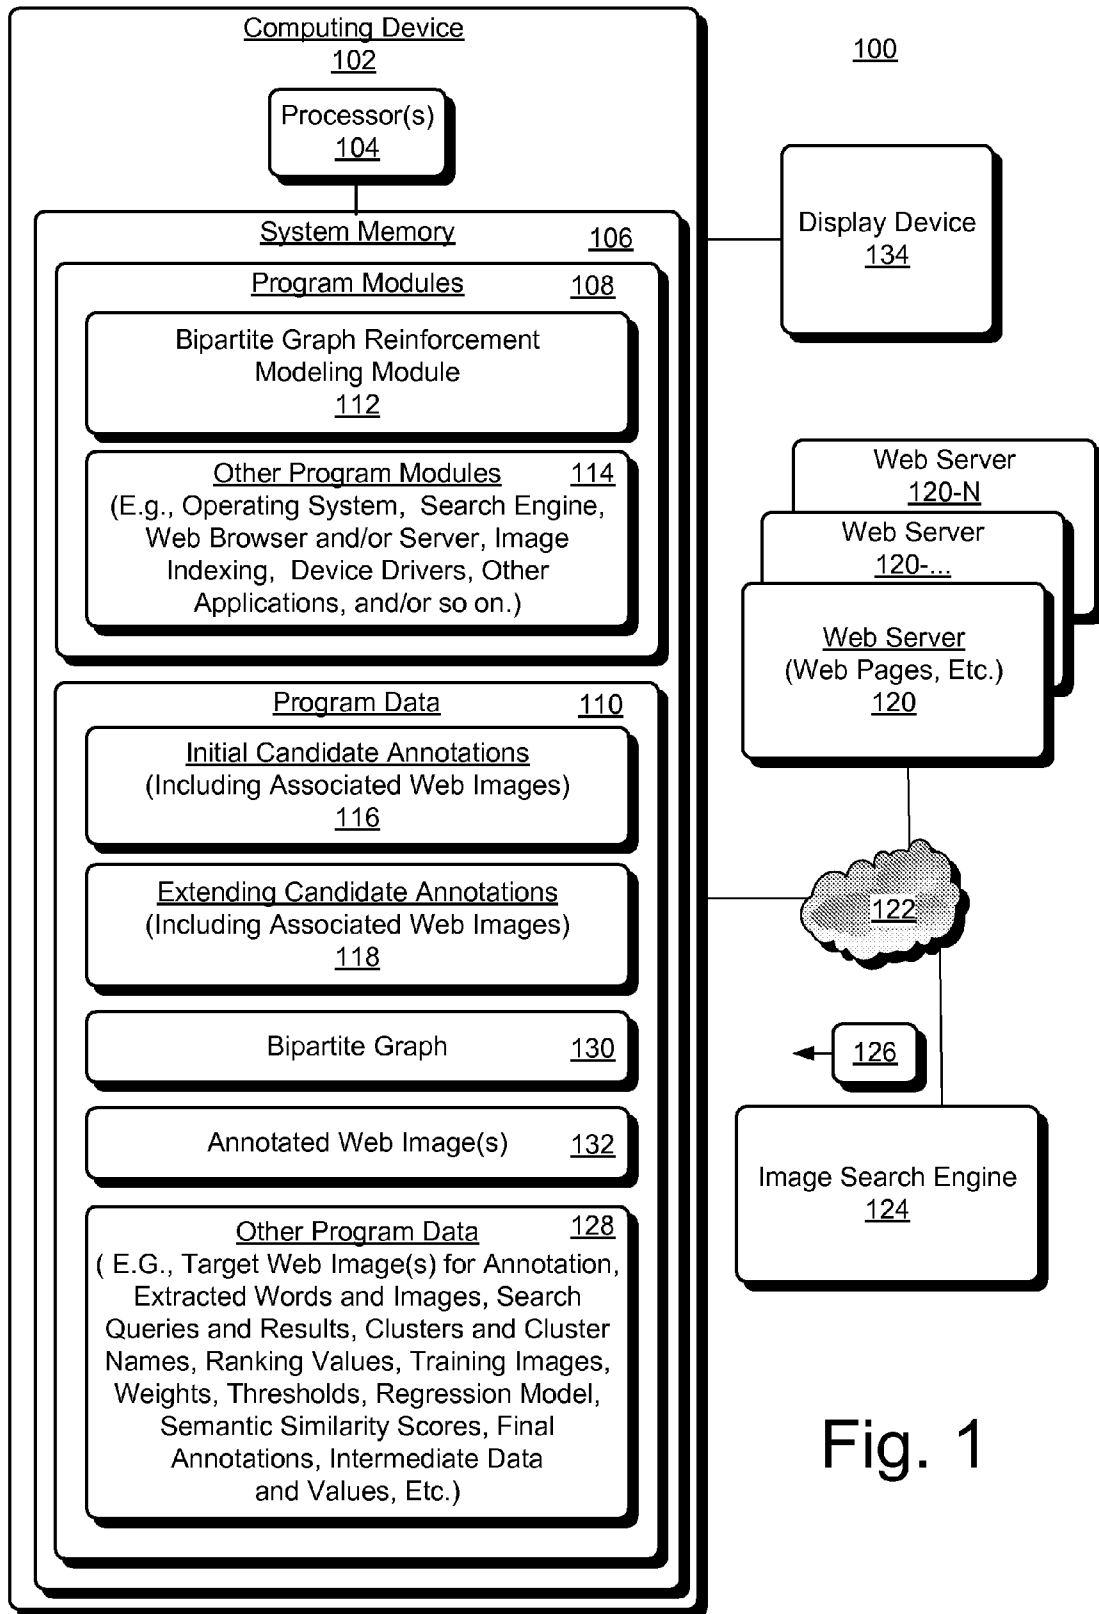 Computing Device
102
Processor(s)
104
System Memory 106
Program Modules 108
Bipartite Graph Reinforcement
Modeling Module
112
Other Program Modules 114
(E.g., Operating System, Search Engine,
Web Browser and/or Server, Image
Indexing, Device Drivers, Other
Applications, and/or so on.)
Program Data 110
Initial Candidate Annotations
(Including Associated Web Images)
116
Extending Candidate Annotations
(Including Associated Web Images)
118
Bipartite Graph 130
Annotated Web Image(s) 132
Other Program Data 128
( E.G., Target Web Image(s) for Annotation,
Extracted Words and Images, Search
Queries and Results, Clusters and Cluster
Names, Ranking Values, Training Images,
Weights, Thresholds, Regression Model,
Semantic Similarity Scores, Final
Annotations, Intermediate Data
and Values, Etc.)
100
Display Device
134
Web Server
120-N
Web Server
120-...
Web Server
(Web Pages, Etc.)
120
122
126
Image Search Engine
124
Fig. 1